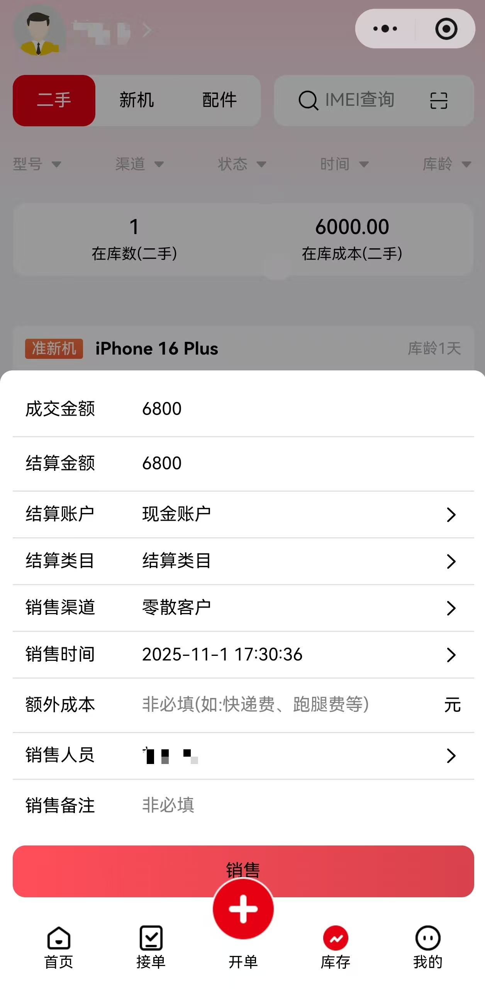 二手 新机 配件 IMEI查询
型号 渠道 状态 时间 库龄
1 6000.00
在库数(二手) 在库成本(二手)
准新机 iPhone 16 Plus 库龄1天
成交金额 6800
结算金额 6800
结算账户 现金账户
结算类目 结算类目
销售渠道 零散客户
销售时间 2025-11-1 17:30:36
额外成本 非必填(如:快递费、跑腿费等) 元
销售人员
销售备注 非必填
销售
首页 接单 开单 库存 我的